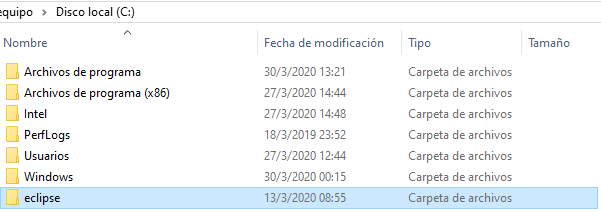 equipo > Disco local (C:)
Nombre Fecha de modificación Tipo Tamaño
Archivos de programa 30/3/2020 13:21 Carpeta de archivos
Archivos de programa (x86) 27/3/2020 14:44 Carpeta de archivos
Intel 27/3/2020 14:48 Carpeta de archivos
PerfLogs 18/3/2019 23:52 Carpeta de archivos
Usuarios 27/3/2020 12:44 Carpeta de archivos
Windows 30/3/2020 00:15 Carpeta de archivos
eclipse 13/3/2020 08:55 Carpeta de archivos